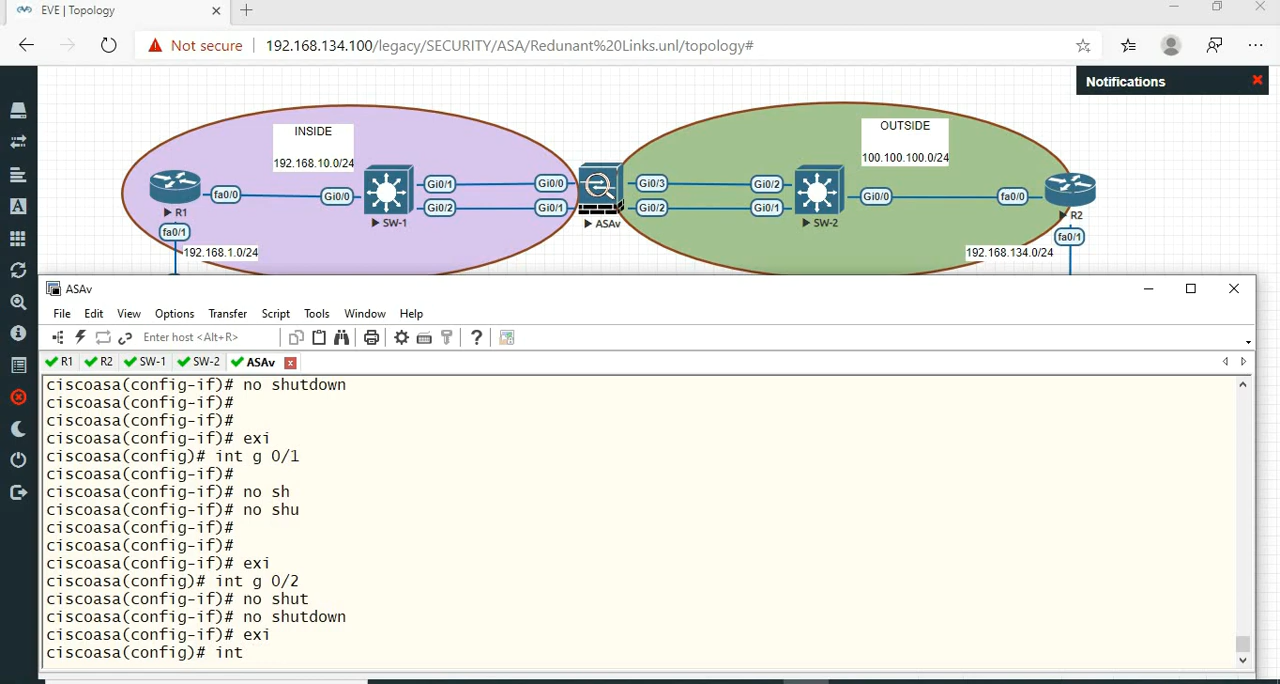 EVE | Topology
Not secure 192.168.134.100/legacy/SECURITY/ASA/Redunant%20Links.unl/topology#
Notifications
INSIDE
192.168.10.0/24
OUTSIDE
100.100.100.0/24
fa0/0 Gi0/0 Gi0/1 Gi0/0 Gi0/3 Gi0/2 Gi0/0 fa0/0
Gi0/2 Gi0/1 Gi0/2 Gi0/1
R1 SW-1 ASAv SW-2 R2
fa0/1 fa0/1
192.168.1.0/24 192.168.134.0/24
ASAv
File Edit View Options Transfer Script Tools Window Help
Enter host <Alt+R>
R1 R2 SW-1 SW-2 ASAv
ciscoasa(config-if)# no shutdown
ciscoasa(config-if)#
ciscoasa(config-if)#
ciscoasa(config-if)# exi
ciscoasa(config)# int g 0/1
ciscoasa(config-if)#
ciscoasa(config-if)# no sh
ciscoasa(config-if)# no shu
ciscoasa(config-if)#
ciscoasa(config-if)#
ciscoasa(config-if)# exi
ciscoasa(config)# int g 0/2
ciscoasa(config-if)# no shut
ciscoasa(config-if)# no shutdown
ciscoasa(config-if)# exi
ciscoasa(config)# int